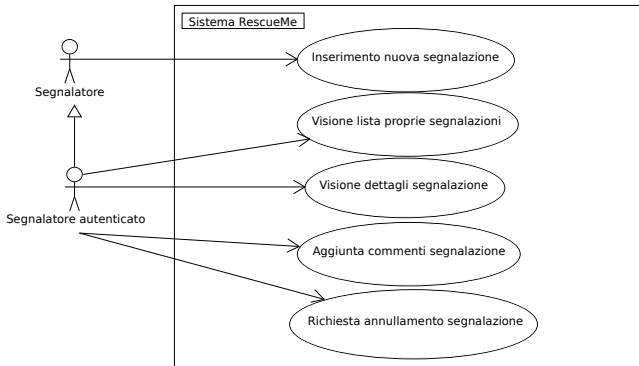 Sistema RescueMe
Inserimento nuova segnalazione
Segnalatore
Visione lista proprie segnalazioni
Visione dettagli segnalazione
Segnalatore autenticato
Aggiunta commenti segnalazione
Richiesta annullamento segnalazione